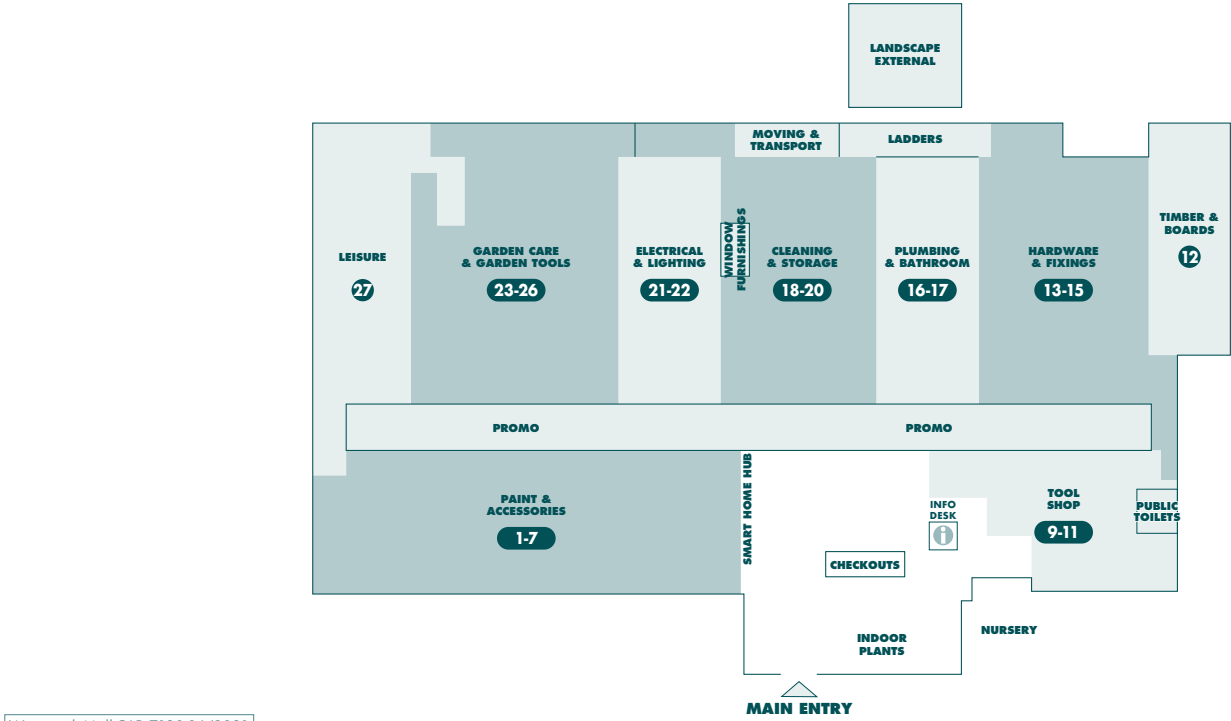 LANDSCAPE
EXTERNAL
MOVING &
TRANSPORT
LADDERS
TIMBER &
BOARDS
12
LEISURE
27
GARDEN CARE
& GARDEN TOOLS
23-26
ELECTRICAL
& LIGHTING
21-22
WINDOW
FURNISHINGS
CLEANING
& STORAGE
18-20
PLUMBING
& BATHROOM
16-17
HARDWARE
& FIXINGS
13-15
PROMO
PROMO
PAINT &
ACCESSORIES
1-7
SMART HOME HUB
INFO
DESK
i
TOOL
SHOP
9-11
PUBLIC
TOILETS
CHECKOUTS
INDOOR
PLANTS
NURSERY
MAIN ENTRY